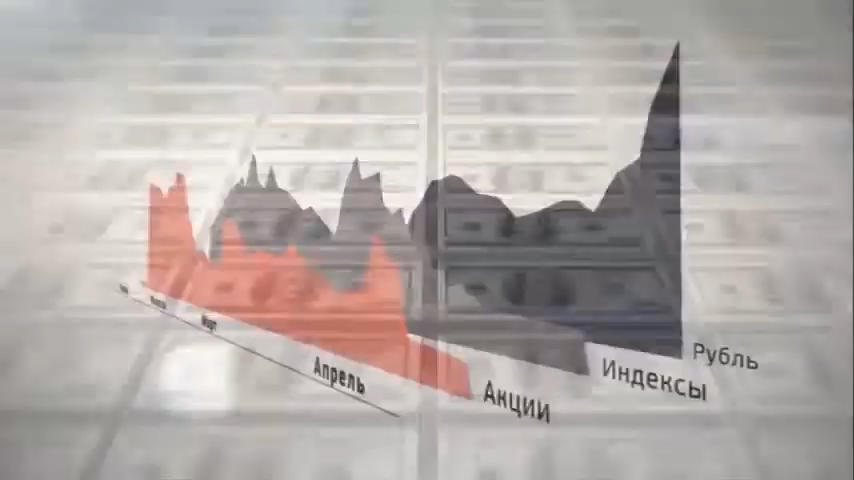 Март
Апрель
Акции
Индексы
Рубль